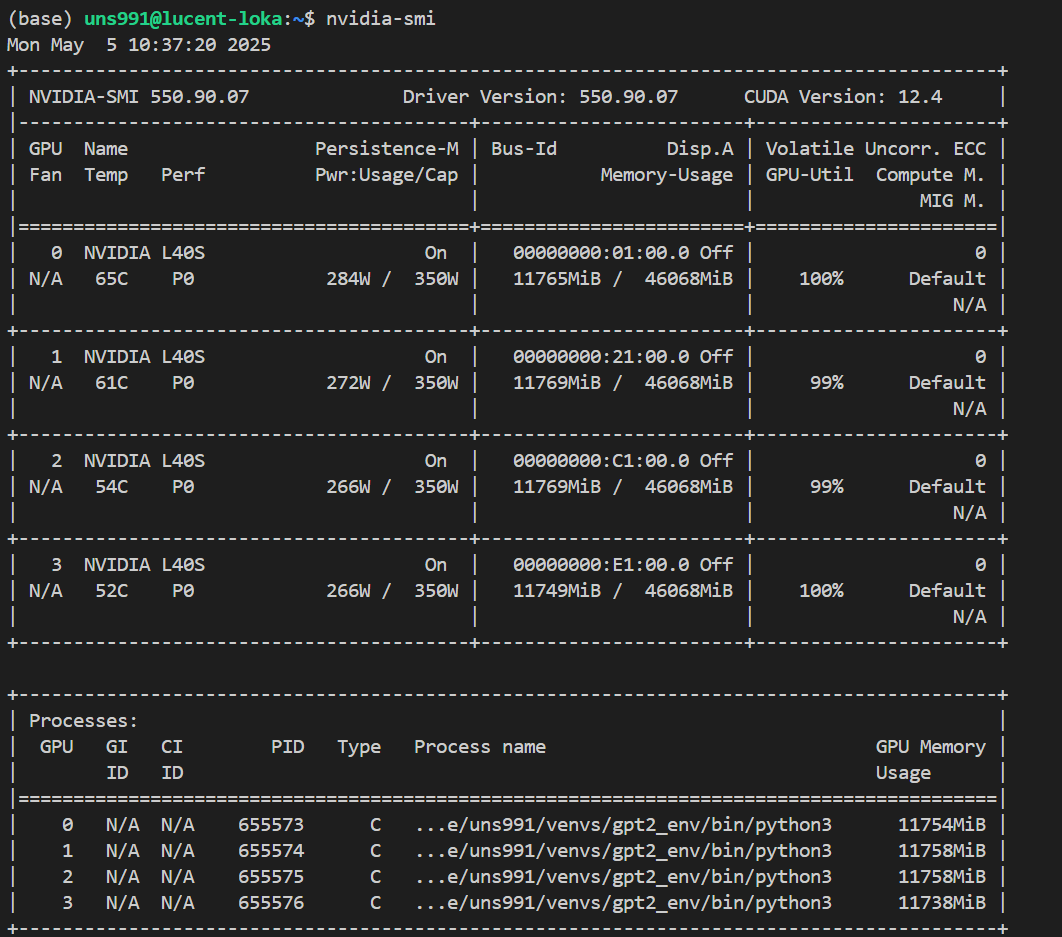 (base) uns991@lucent-loka:~$ nvidia-smi
Mon May  5 10:37:20 2025
+-----------------------------------------------------------------------------------------+
| NVIDIA-SMI 550.90.07              Driver Version: 550.90.07      CUDA Version: 12.4     |
|-----------------------------------------+------------------------+----------------------+
| GPU  Name                 Persistence-M | Bus-Id          Disp.A | Volatile Uncorr. ECC |
| Fan  Temp   Perf          Pwr:Usage/Cap |           Memory-Usage | GPU-Util  Compute M. |
|                                         |                        |               MIG M. |
|=========================================+========================+======================|
|   0  NVIDIA L40S                    On  |   00000000:01:00.0 Off |                    0 |
| N/A   65C    P0            284W /  350W |   11765MiB /  46068MiB |    100%      Default |
|                                         |                        |                  N/A |
+-----------------------------------------+------------------------+----------------------+
|   1  NVIDIA L40S                    On  |   00000000:21:00.0 Off |                    0 |
| N/A   61C    P0            272W /  350W |   11769MiB /  46068MiB |     99%      Default |
|                                         |                        |                  N/A |
+-----------------------------------------+------------------------+----------------------+
|   2  NVIDIA L40S                    On  |   00000000:C1:00.0 Off |                    0 |
| N/A   54C    P0            266W /  350W |   11769MiB /  46068MiB |     99%      Default |
|                                         |                        |                  N/A |
+-----------------------------------------+------------------------+----------------------+
|   3  NVIDIA L40S                    On  |   00000000:E1:00.0 Off |                    0 |
| N/A   52C    P0            266W /  350W |   11749MiB /  46068MiB |    100%      Default |
|                                         |                        |                  N/A |
+-----------------------------------------+------------------------+----------------------+

+-----------------------------------------------------------------------------------------+
| Processes:                                                                              |
|  GPU   GI   CI        PID   Type   Process name                              GPU Memory |
|        ID   ID                                                               Usage      |
|=========================================================================================|
|    0   N/A  N/A    655573      C   ...e/uns991/venvs/gpt2_env/bin/python3      11754MiB |
|    1   N/A  N/A    655574      C   ...e/uns991/venvs/gpt2_env/bin/python3      11758MiB |
|    2   N/A  N/A    655575      C   ...e/uns991/venvs/gpt2_env/bin/python3      11758MiB |
|    3   N/A  N/A    655576      C   ...e/uns991/venvs/gpt2_env/bin/python3      11738MiB |
+-----------------------------------------------------------------------------------------+